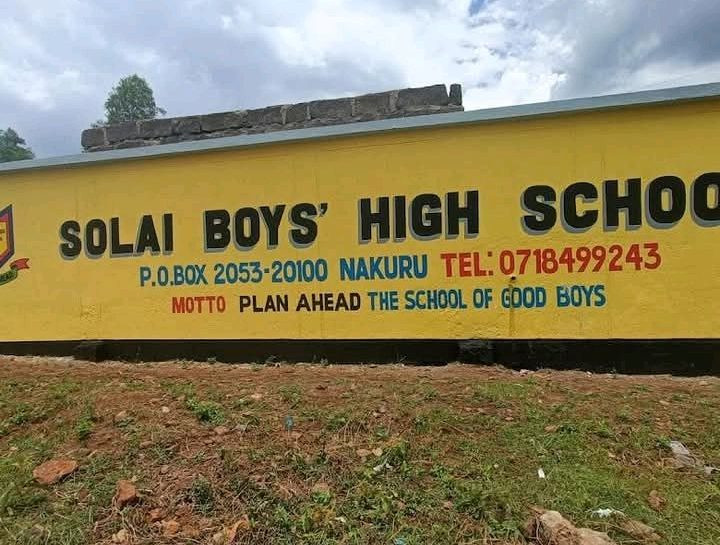 SOLAI BOYS' HIGH SCHOO
P.O.BOX 2053-20100 NAKURU TEL: 0718499243
MOTTO PLAN AHEAD THE SCHOOL OF GOOD BOYS